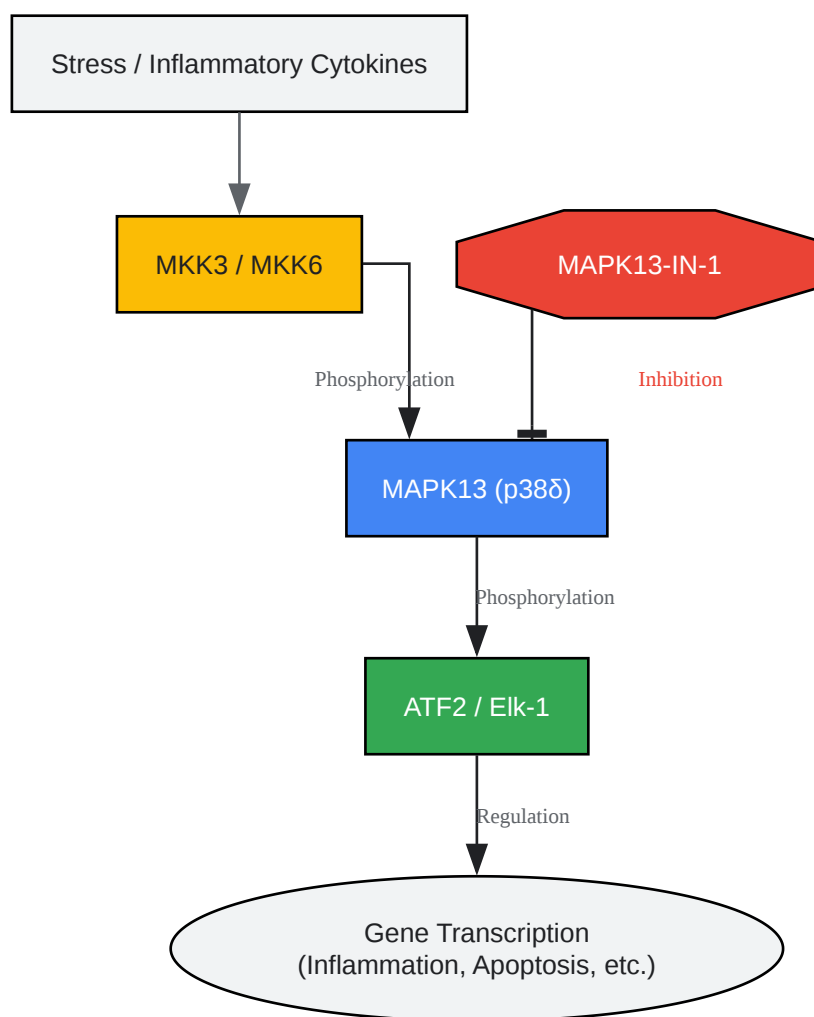 Stress / Inflammatory Cytokines
MKK3 / MKK6
MAPK13-IN-1
Phosphorylation
Inhibition
MAPK13 (p38δ)
Phosphorylation
ATF2 / Elk-1
Regulation
Gene Transcription
(Inflammation, Apoptosis, etc.)